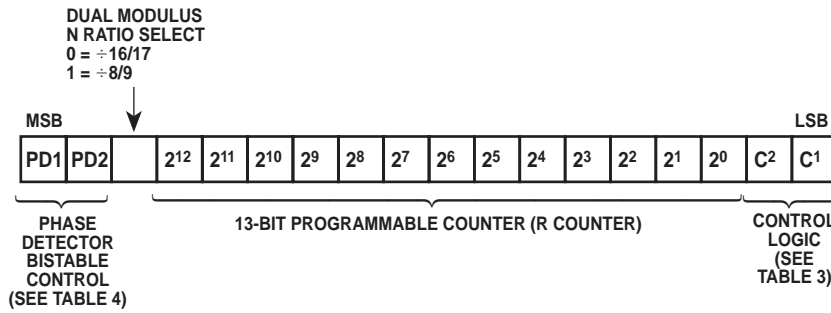 DUAL MODULUS
N RATIO SELECT
0 = ÷16/17
1 = ÷8/9
MSB LSB
PD1 PD2 2¹² 2¹¹ 2¹⁰ 2⁹ 2⁸ 2⁷ 2⁶ 2⁵ 2⁴ 2³ 2² 2¹ 2⁰ C² C¹
PHASE
DETECTOR
BISTABLE
CONTROL
(SEE TABLE 4)
13-BIT PROGRAMMABLE COUNTER (R COUNTER)
CONTROL
LOGIC
(SEE
TABLE 3)